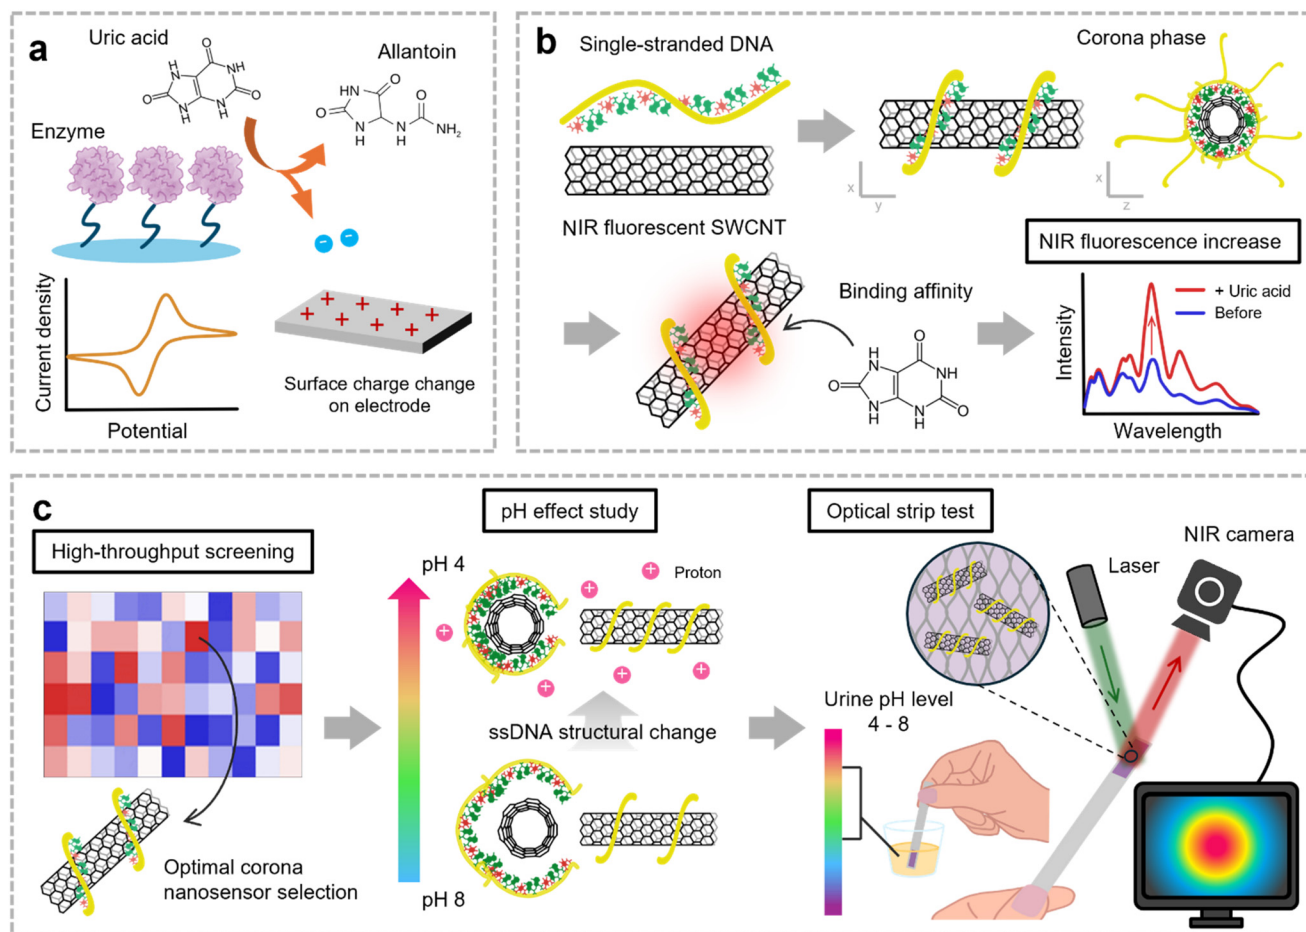 a
Uric acid
Allantoin
Enzyme
Current density
Potential
Surface charge change
on electrode
b
Single-stranded DNA
Corona phase
x
y
x
z
NIR fluorescent SWCNT
Binding affinity
NIR fluorescence increase
+ Uric acid
Before
Intensity
Wavelength
c
High-throughput screening
Optimal corona
nanosensor selection
pH effect study
pH 4
Proton
ssDNA structural change
pH 8
Optical strip test
NIR camera
Laser
Urine pH level
4 - 8